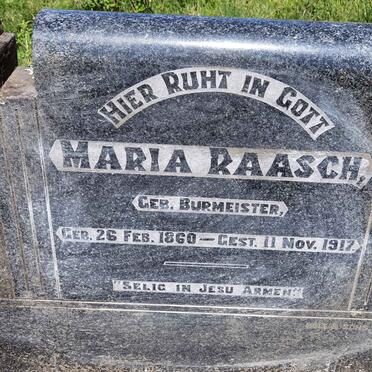 HIER RUHT IN GOTT
MARIA RAASCH,
GEB. BURMEISTER,
GEB. 26 FEB. 1860 — GEST. 11 NOV. 1917
"SELIG IN JESU ARMEN"